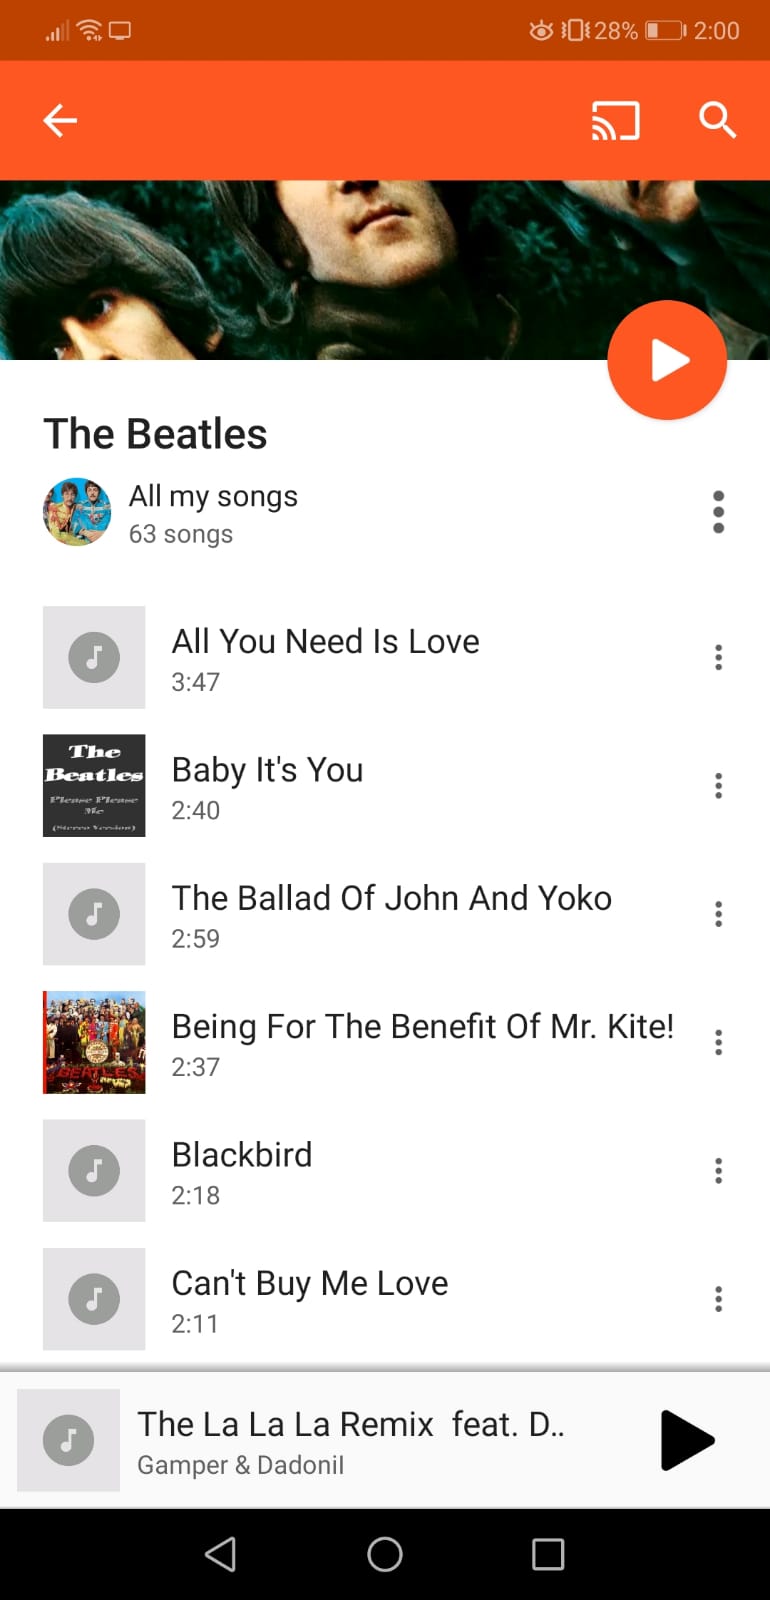 28% 2:00
The Beatles
All my songs
63 songs
All You Need Is Love
3:47
The
Beatles
Please Please
Me
(Stereo Version)
Baby It's You
2:40
The Ballad Of John And Yoko
2:59
BEATLES
Being For The Benefit Of Mr. Kite!
2:37
Blackbird
2:18
Can't Buy Me Love
2:11
The La La La Remix  feat. D..
Gamper & Dadonil